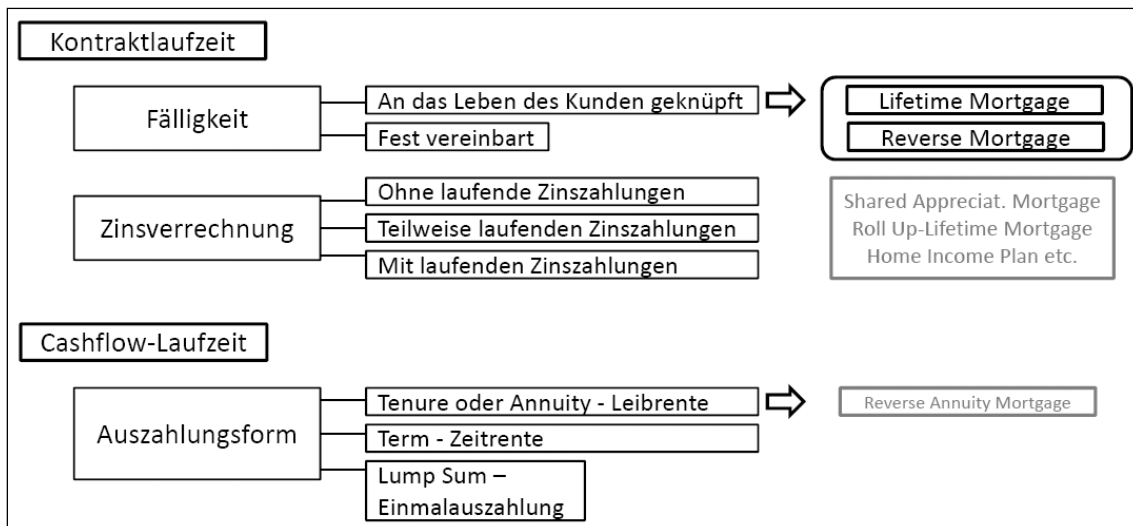 Kontraktlaufzeit
Fälligkeit
An das Leben des Kunden geknüpft
Fest vereinbart
Lifetime Mortgage
Reverse Mortgage
Zinsverrechnung
Ohne laufende Zinszahlungen
Teilweise laufenden Zinszahlungen
Mit laufenden Zinszahlungen
Shared Appreciat. Mortgage
Roll Up-Lifetime Mortgage
Home Income Plan etc.
Cashflow-Laufzeit
Auszahlungsform
Tenure oder Annuity - Leibrente
Term - Zeitrente
Lump Sum –
Einmalauszahlung
Reverse Annuity Mortgage